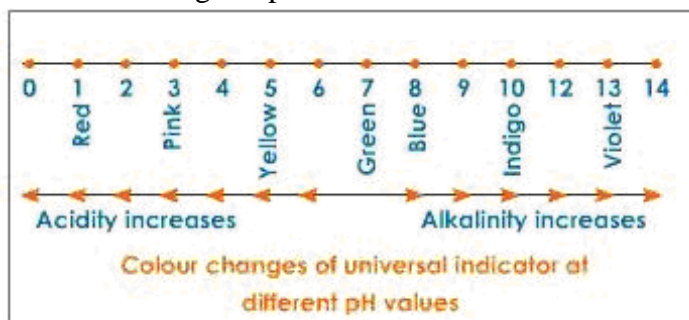 0 1 2 3 4 5 6 7 8 9 10 12 13 14
Red Pink Yellow Green Blue Indigo Violet
Acidity increases Alkalinity increases
Colour changes of universal indicator at
different pH values